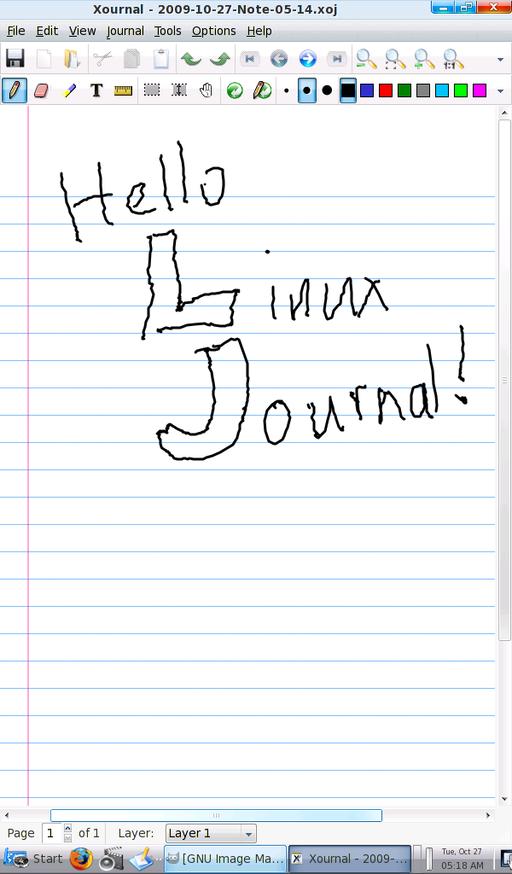 Xournal - 2009-10-27-Note-05-14.xoj
File Edit View Journal Tools Options Help
T
Hello
Linux
Journal!
Page 1 of 1 Layer: Layer 1
Start [GNU Image Ma... Xournal - 2009-... Tue, Oct 27
05:18 AM